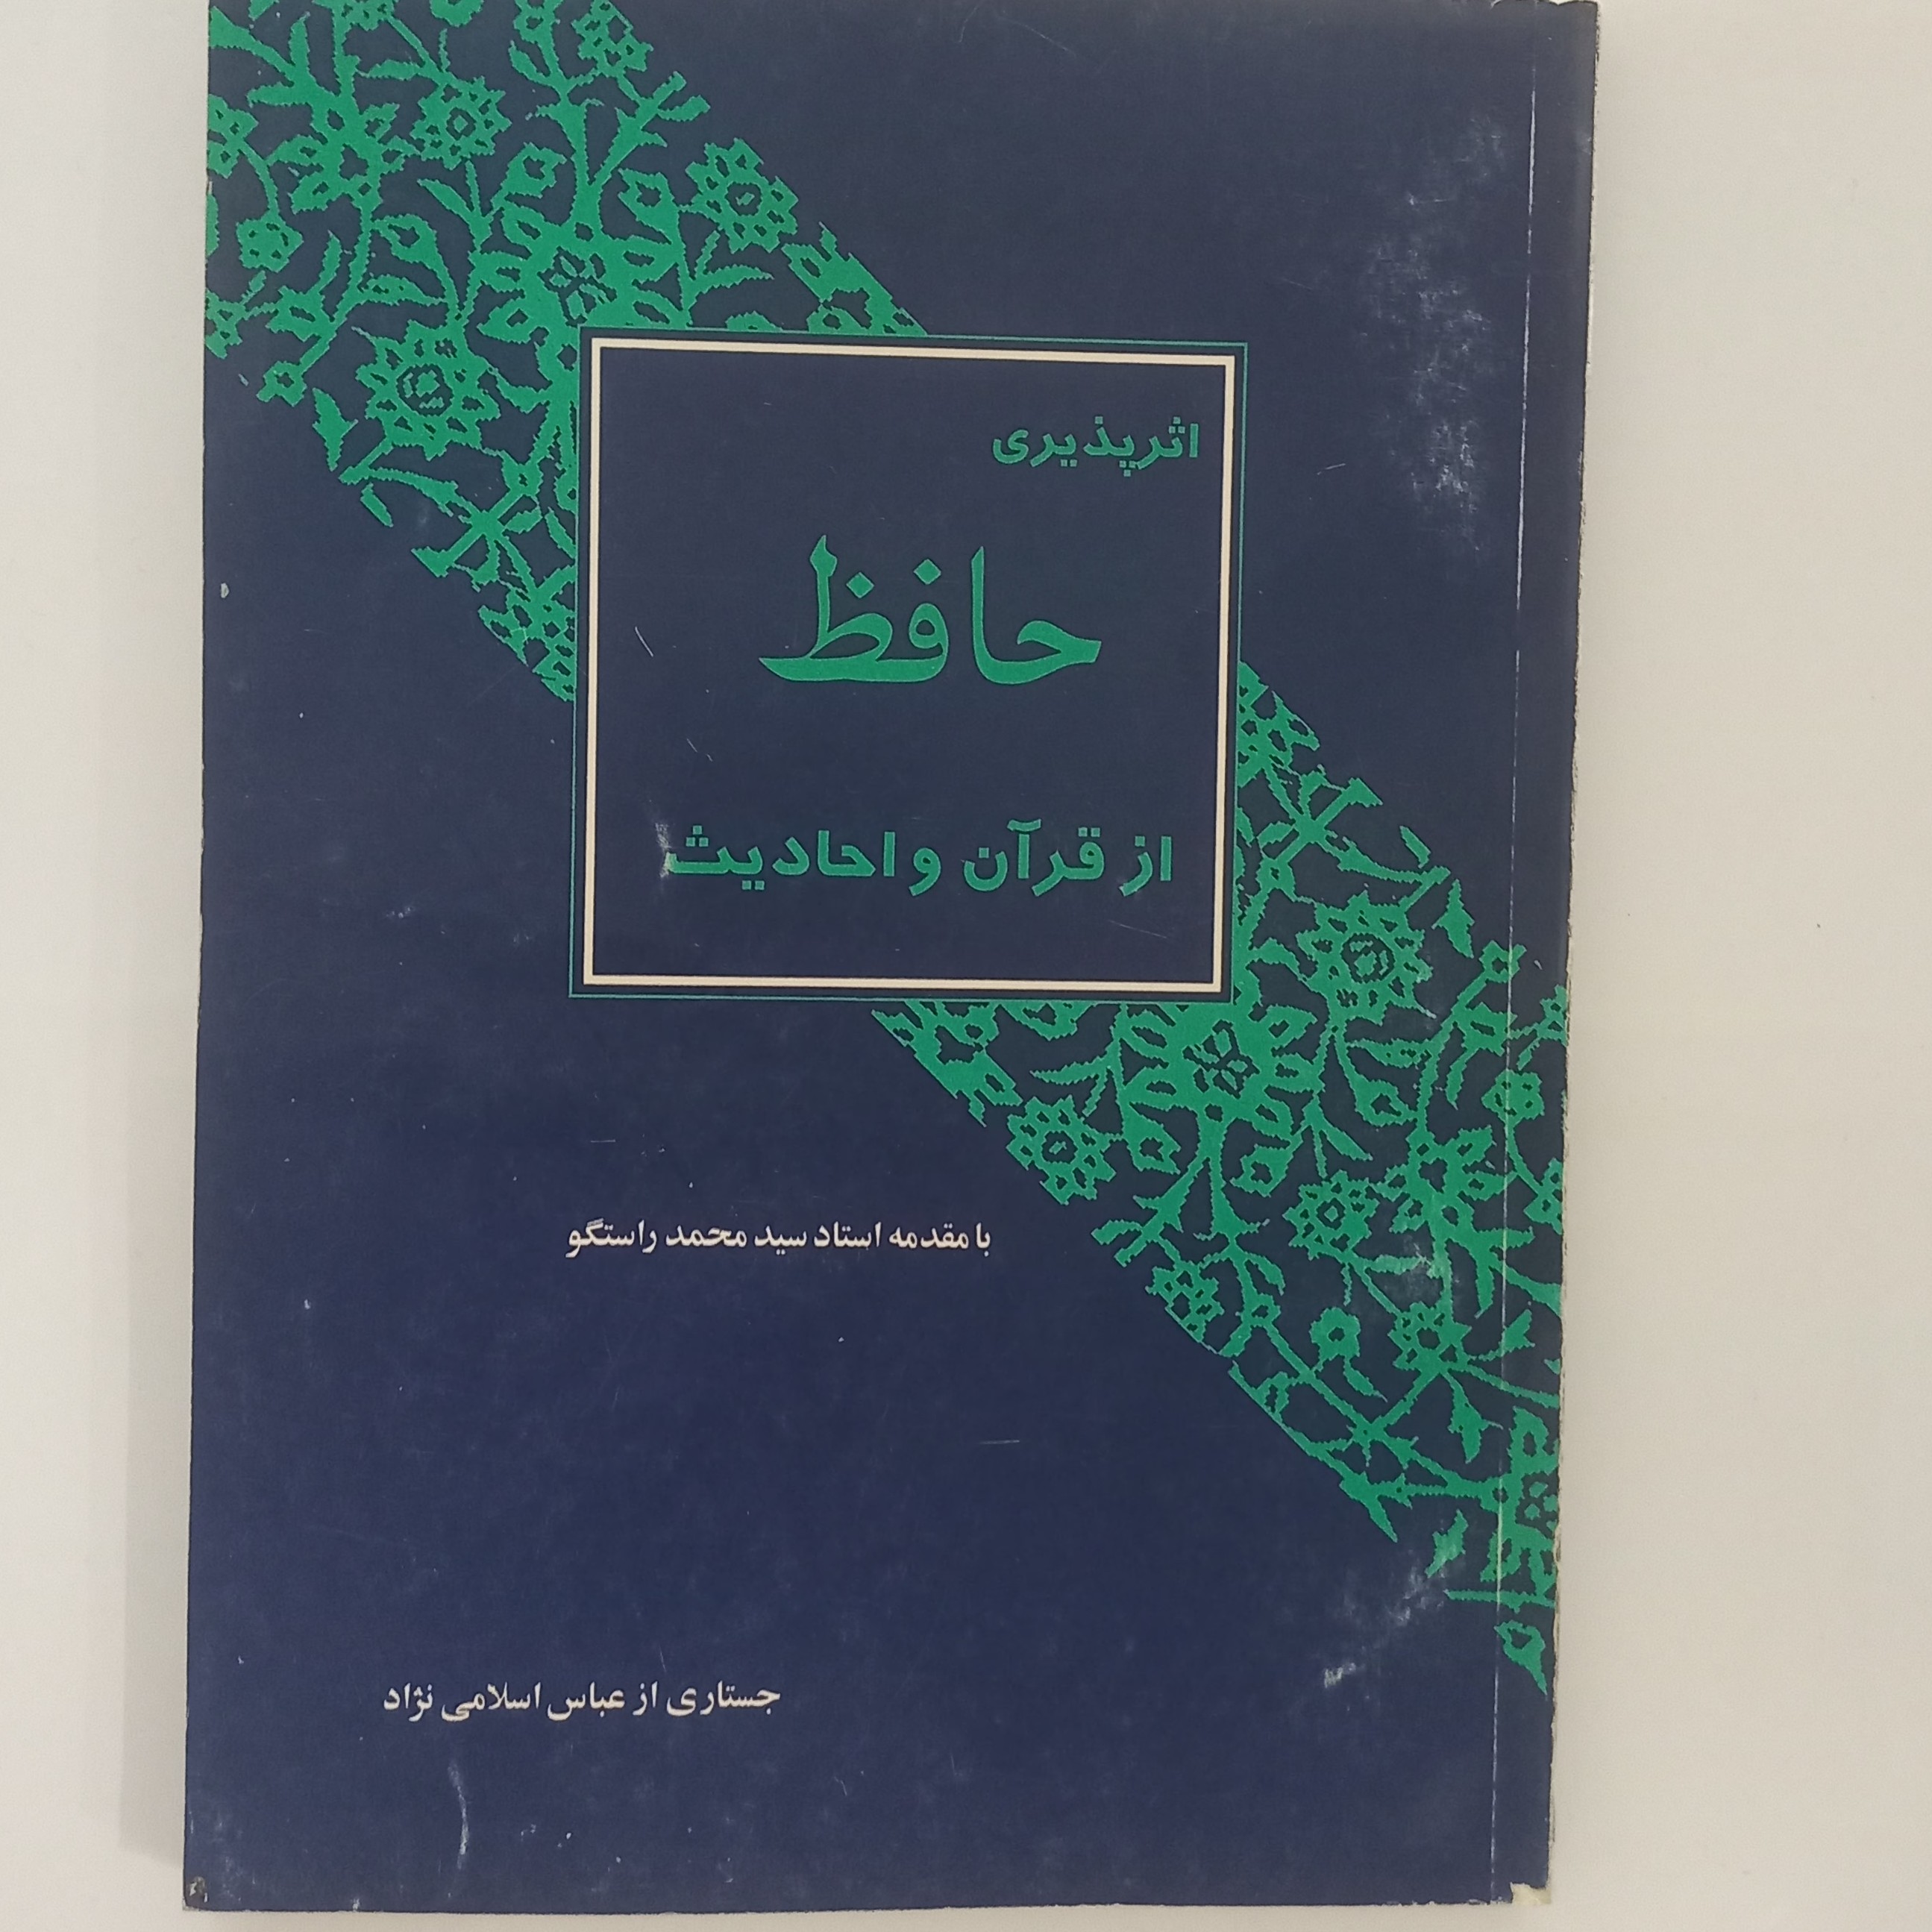 اثرپذیری
حافظ
از قرآن و احادیث
با مقدمه استاد سید محمد راستگو
جستاری از عباس اسلامی نژاد